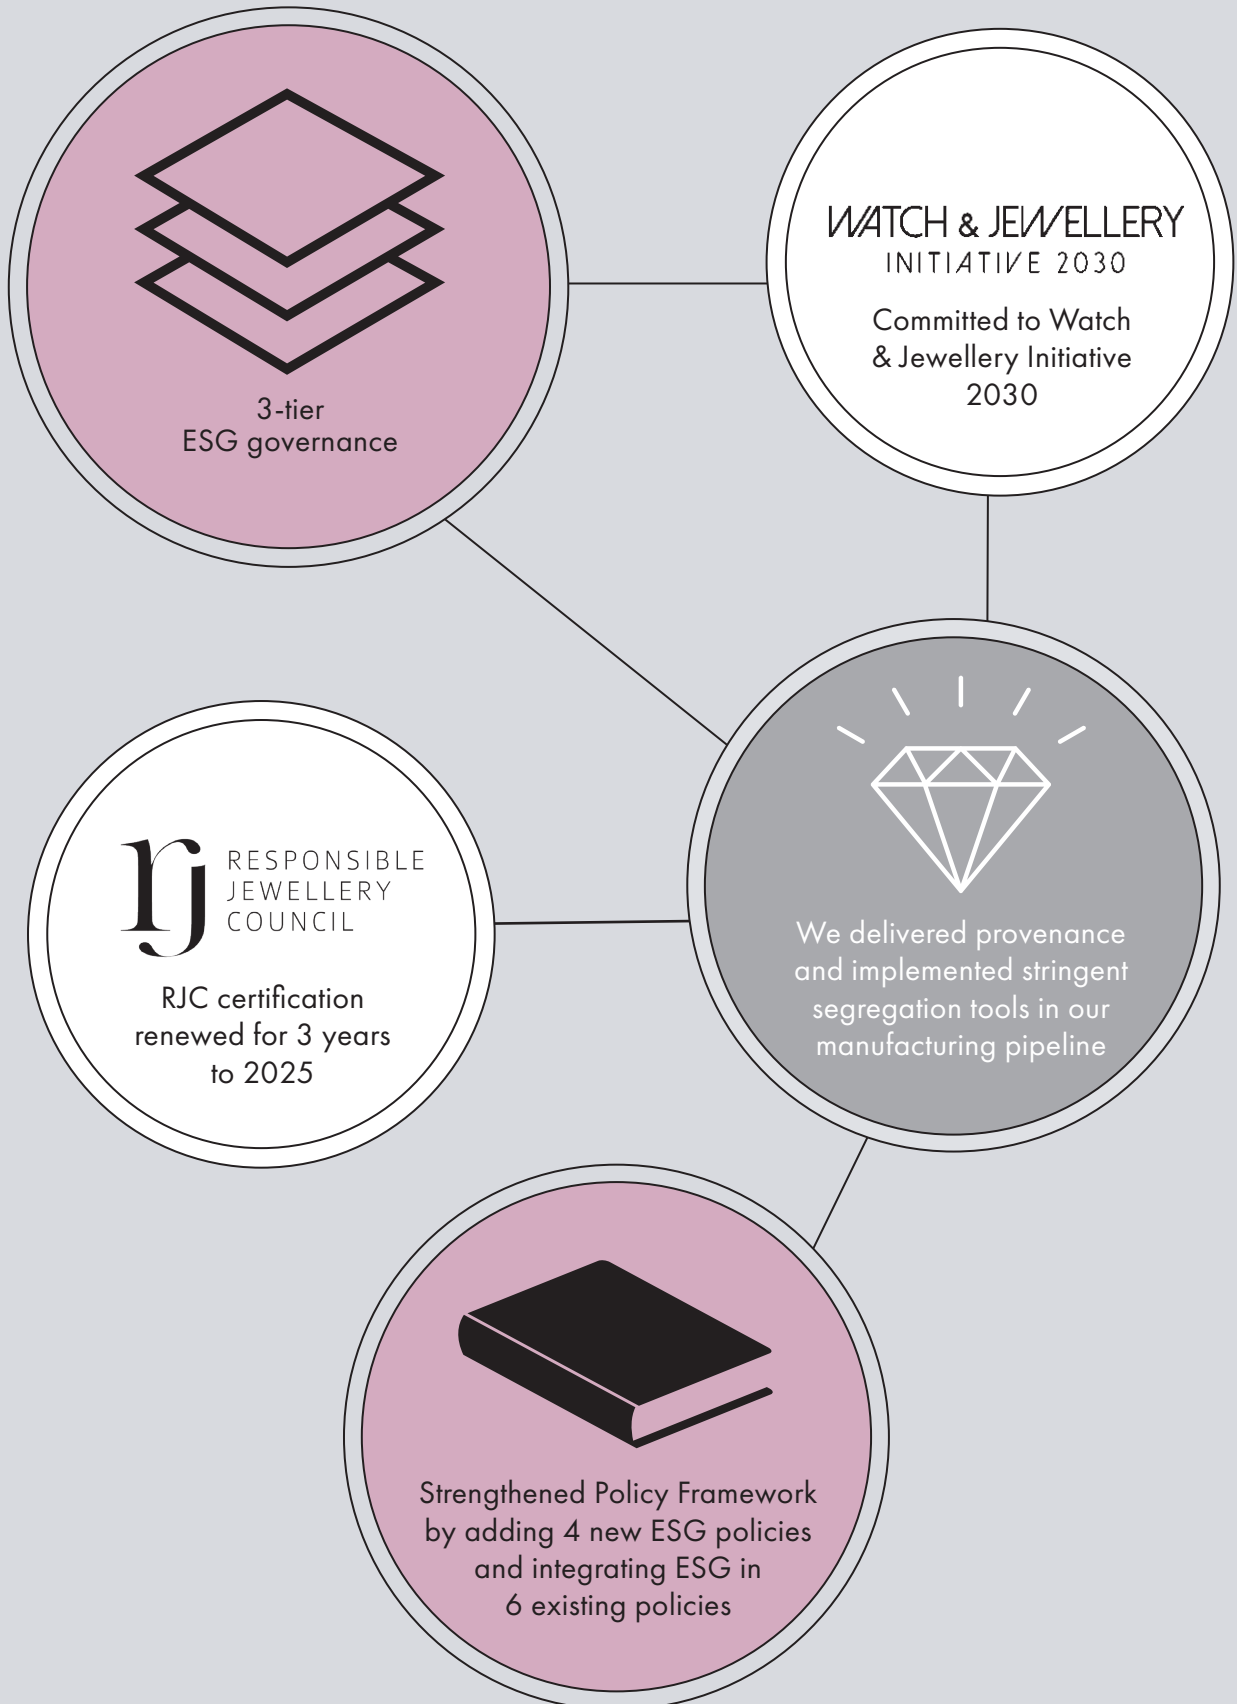 3-tier
ESG governance
WATCH & JEWELLERY
INITIATIVE 2030
Committed to Watch
& Jewellery Initiative
2030
rj
RESPONSIBLE
JEWELLERY
COUNCIL
RJC certification
renewed for 3 years
to 2025
We delivered provenance
and implemented stringent
segregation tools in our
manufacturing pipeline
Strengthened Policy Framework
by adding 4 new ESG policies
and integrating ESG in
6 existing policies